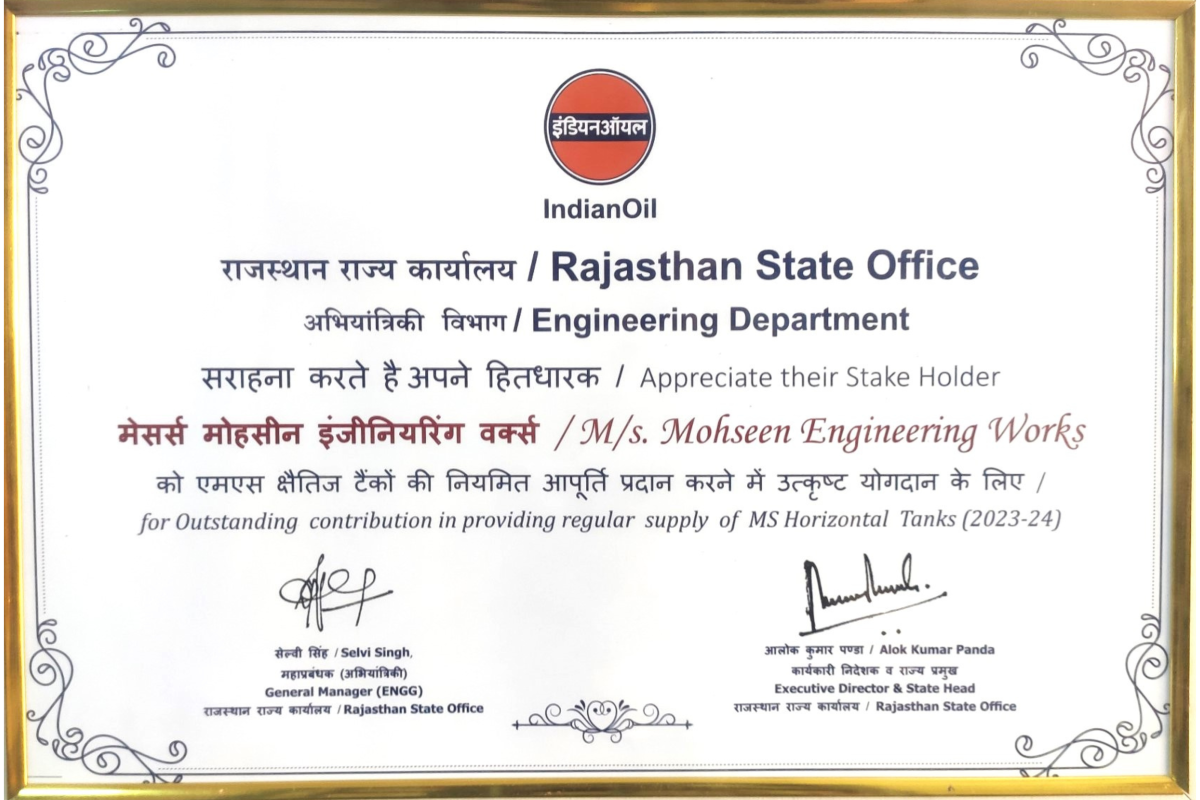 इंडियनऑयल
IndianOil
राजस्थान राज्य कार्यालय / Rajasthan State Office
अभियांत्रिकी विभाग / Engineering Department
सराहना करते है अपने हितधारक / Appreciate their Stake Holder
मेसर्स मोहसीन इंजीनियरिंग वर्क्स / M/s. Mohseen Engineering Works
को एमएस क्षैतिज टैंकों की नियमित आपूर्ति प्रदान करने में उत्कृष्ट योगदान के लिए /
for Outstanding contribution in providing regular supply of MS Horizontal Tanks (2023-24)
सेल्वी सिंह / Selvi Singh,
महाप्रबंधक (अभियांत्रिकी)
General Manager (ENGG)
राजस्थान राज्य कार्यालय / Rajasthan State Office
आलोक कुमार पण्डा / Alok Kumar Panda
कार्यकारी निदेशक व राज्य प्रमुख
Executive Director & State Head
राजस्थान राज्य कार्यालय / Rajasthan State Office